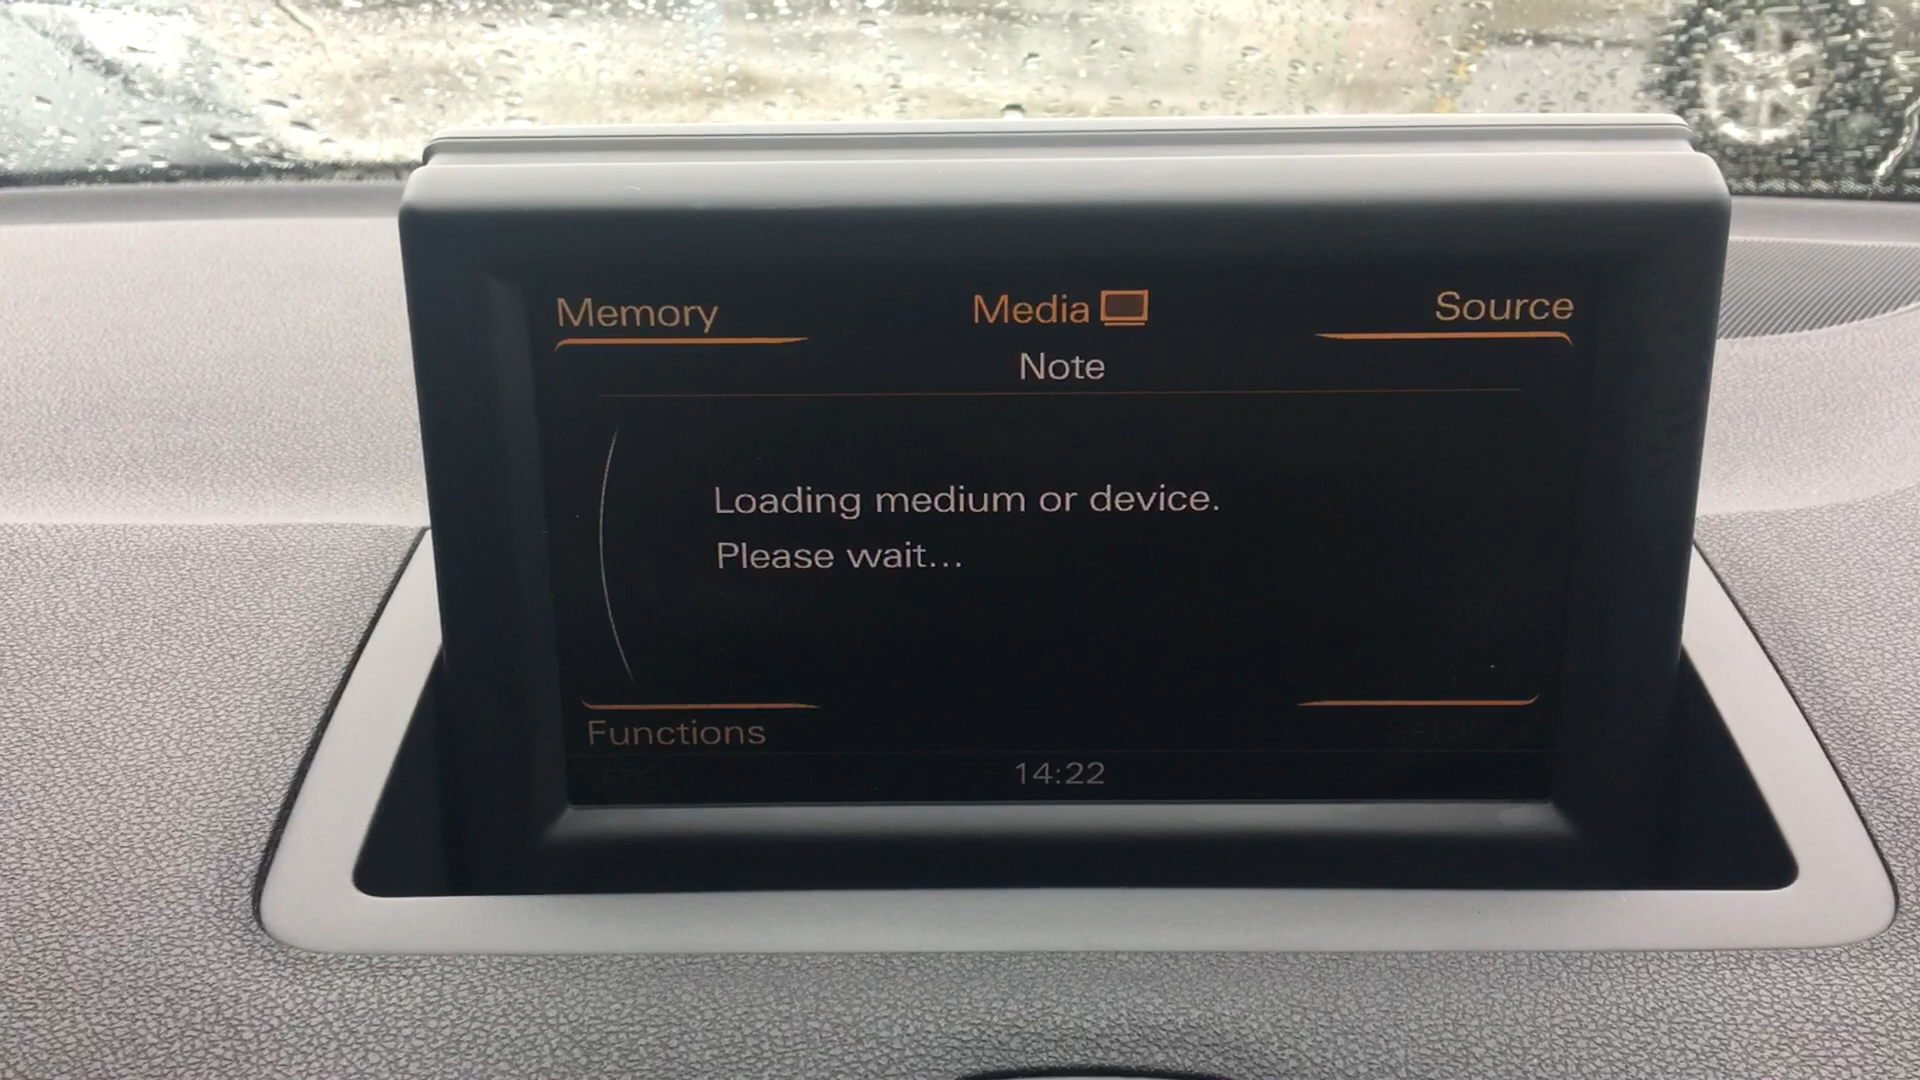 Memory
Media
Source
Note
Loading medium or device.
Please wait...
Functions
14:22